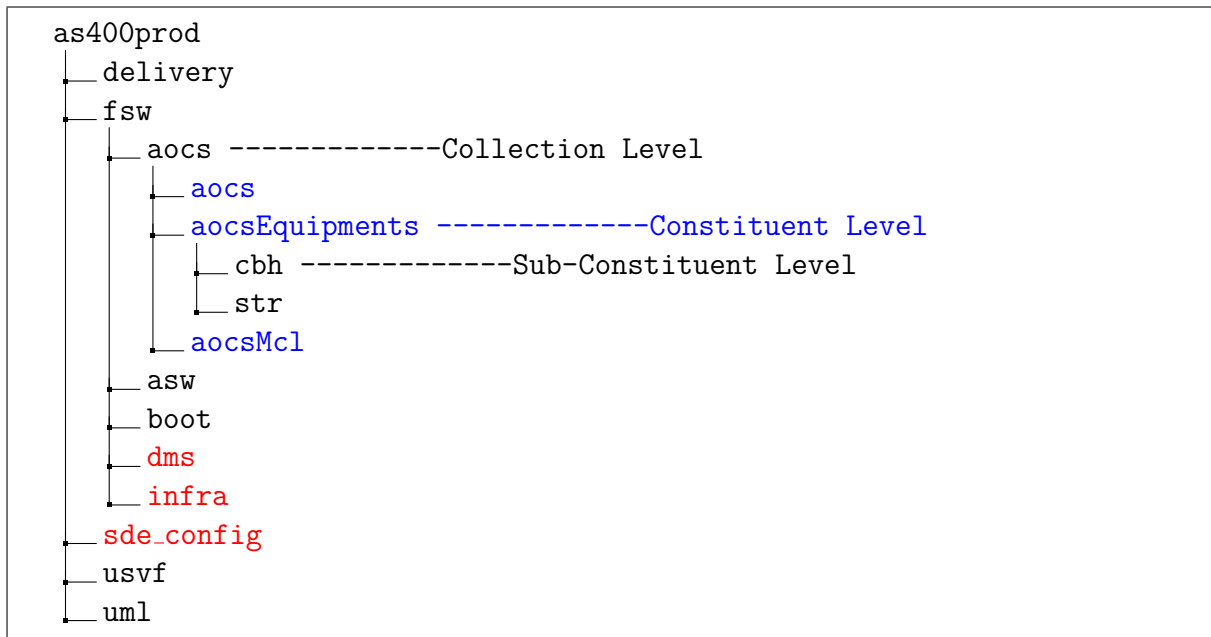 as400prod
delivery
fsw
aocs -------------Collection Level
aocs
aocsEquipments -------------Constituent Level
cbh -------------Sub-Constituent Level
str
aocsMcl
asw
boot
dms
infra
sde_config
usvf
uml